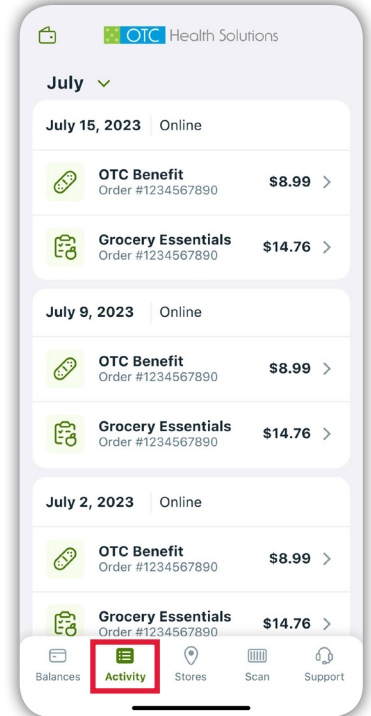 OTC Health Solutions
July
July 15, 2023 Online
OTC Benefit
Order #1234567890
$8.99
Grocery Essentials
Order #1234567890
$14.76
July 9, 2023 Online
OTC Benefit
Order #1234567890
$8.99
Grocery Essentials
Order #1234567890
$14.76
July 2, 2023 Online
OTC Benefit
Order #1234567890
$8.99
Grocery Essentials
Order #1234567890
$14.76
Balances Activity Stores Scan Support